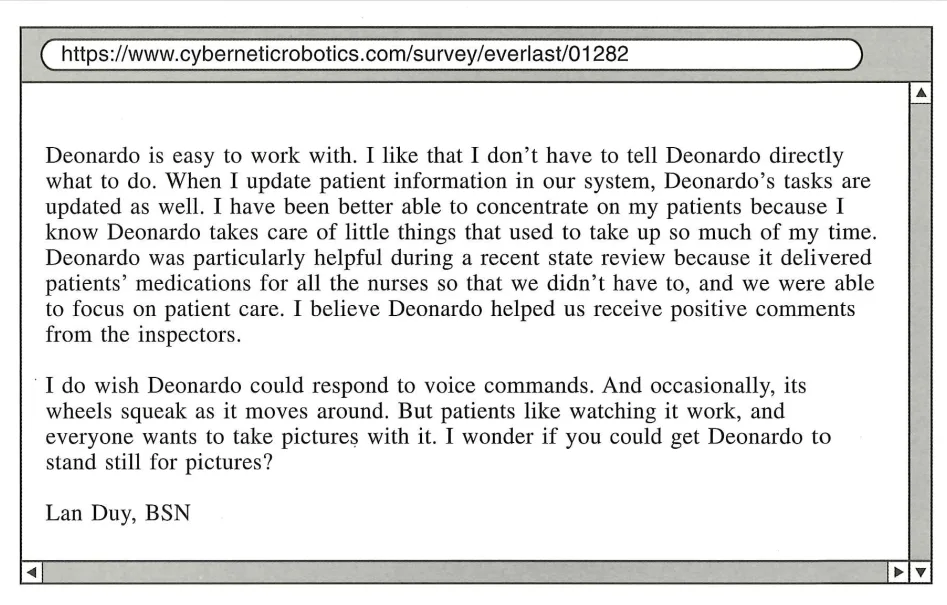 https://www.cyberneticrobotics.com/survey/everlast/01282
Deonardo is easy to work with. I like that I don't have to tell Deonardo directly
what to do. When I update patient information in our system, Deonardo's tasks are
updated as well. I have been better able to concentrate on my patients because I
know Deonardo takes care of little things that used to take up so much of my time.
Deonardo was particularly helpful during a recent state review because it delivered
patients' medications for all the nurses so that we didn't have to, and we were able
to focus on patient care. I believe Deonardo helped us receive positive comments
from the inspectors.
I do wish Deonardo could respond to voice commands. And occasionally, its
wheels squeak as it moves around. But patients like watching it work, and
everyone wants to take pictures with it. I wonder if you could get Deonardo to
stand still for pictures?
Lan Duy, BSN